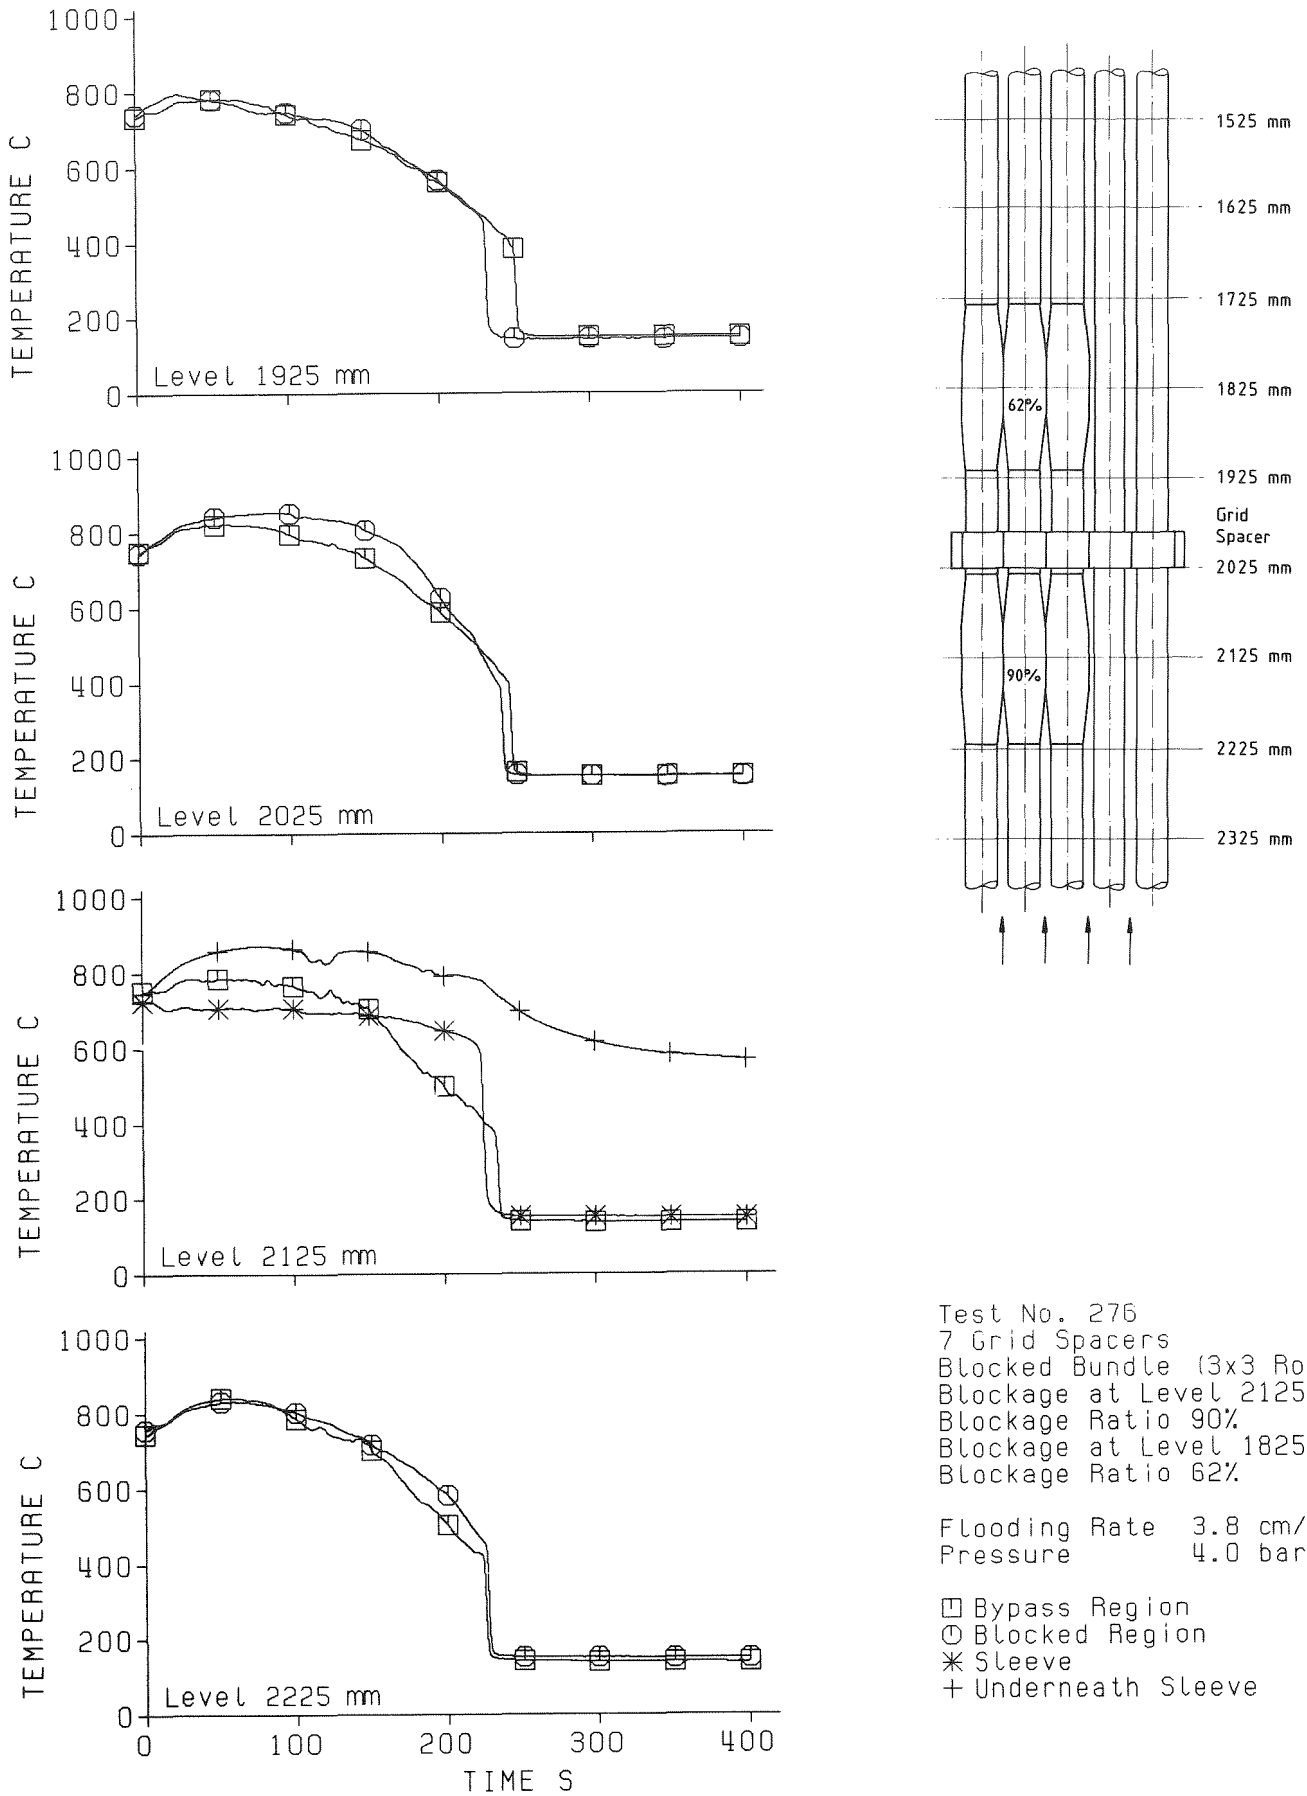 1000
800
600
400
200
0
TEMPERATURE C
Level 1925 mm
1000
800
600
400
200
0
TEMPERATURE C
Level 2025 mm
1000
800
600
400
200
0
TEMPERATURE C
Level 2125 mm
1000
800
600
400
200
0
TEMPERATURE C
Level 2225 mm
0 100 200 300 400
TIME S
1525 mm
1625 mm
1725 mm
1825 mm
62%
1925 mm
Grid
Spacer
2025 mm
2125 mm
90%
2225 mm
2325 mm
Test No. 276
7 Grid Spacers
Blocked Bundle (3x3 Ro
Blockage at Level 2125
Blockage Ratio 90%
Blockage at Level 1825
Blockage Ratio 62%
Flooding Rate 3.8 cm/
Pressure 4.0 bar
Bypass Region
Blocked Region
Sleeve
Underneath Sleeve